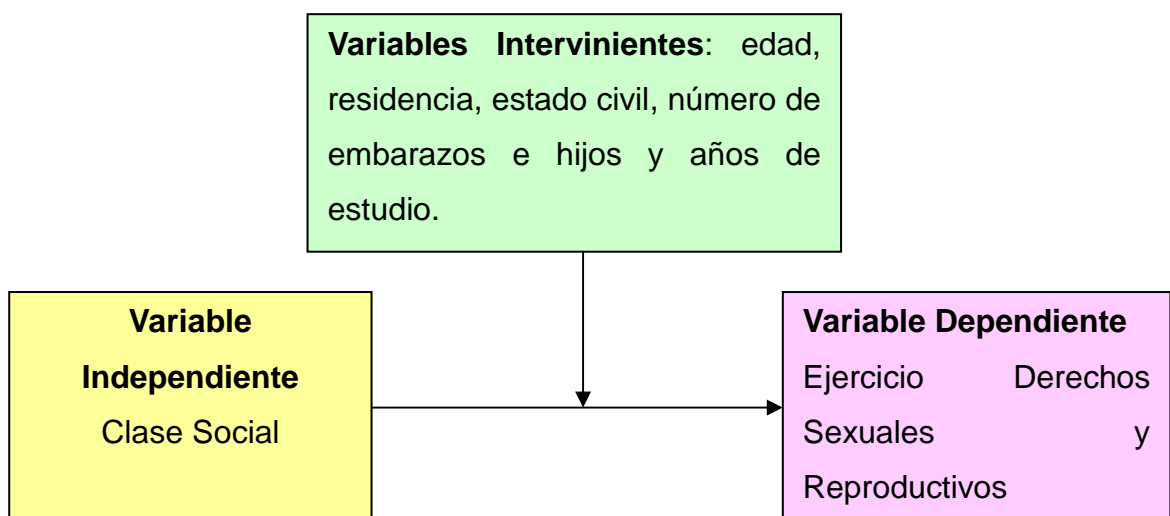 Variables Intervinientes: edad,
residencia, estado civil, número de
embarazos e hijos y años de
estudio.
Variable
Independiente
Clase Social
Variable Dependiente
Ejercicio Derechos
Sexuales y
Reproductivos